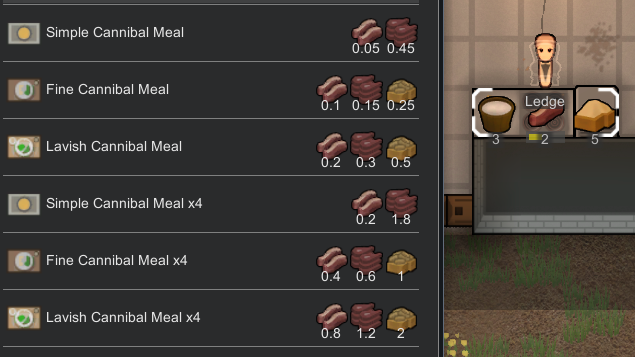 Simple Cannibal Meal
0.05 0.45
Fine Cannibal Meal
0.1 0.15 0.25
Lavish Cannibal Meal
0.2 0.3 0.5
Simple Cannibal Meal x4
0.2 1.8
Fine Cannibal Meal x4
0.4 0.6 1
Lavish Cannibal Meal x4
0.8 1.2 2
Ledge
3 2 5